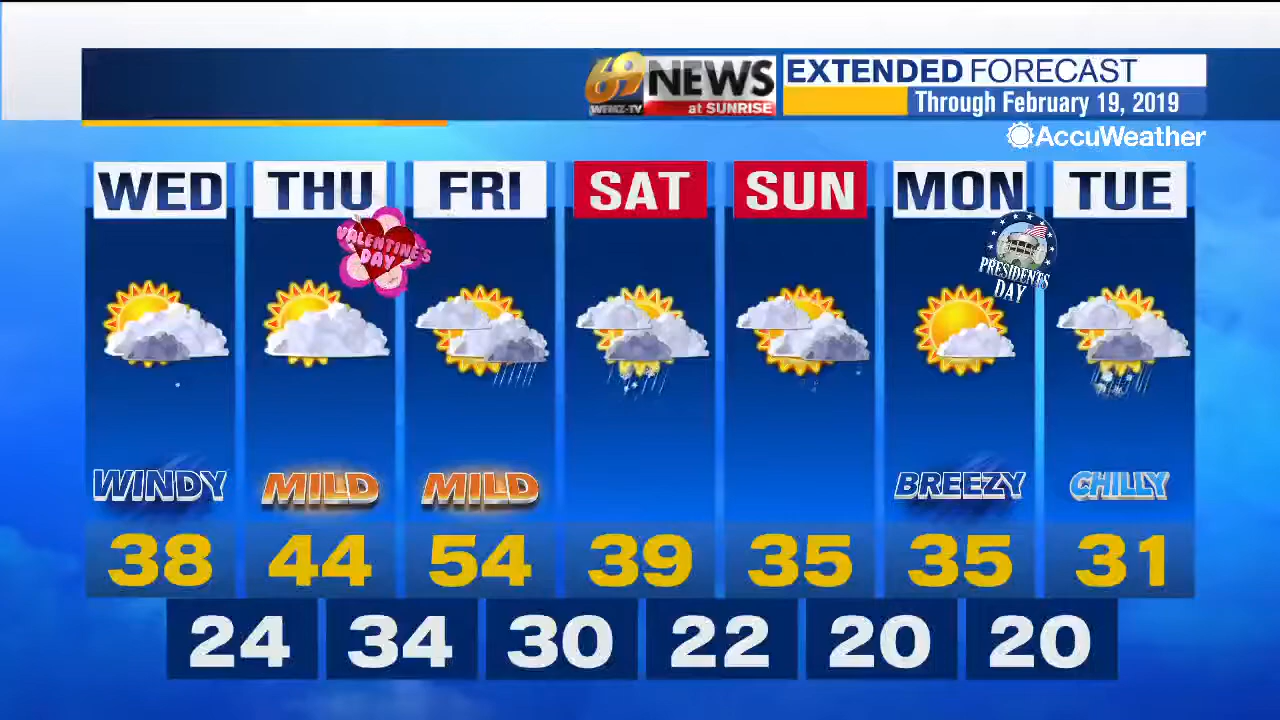 69 NEWS
WFMZ-TV at SUNRISE
EXTENDED FORECAST
Through February 19, 2019
AccuWeather
WED THU FRI SAT SUN MON TUE
VALENTINE'S
DAY
PRESIDENTS
DAY
WINDY MILD MILD BREEZY CHILLY
38 44 54 39 35 35 31
24 34 30 22 20 20